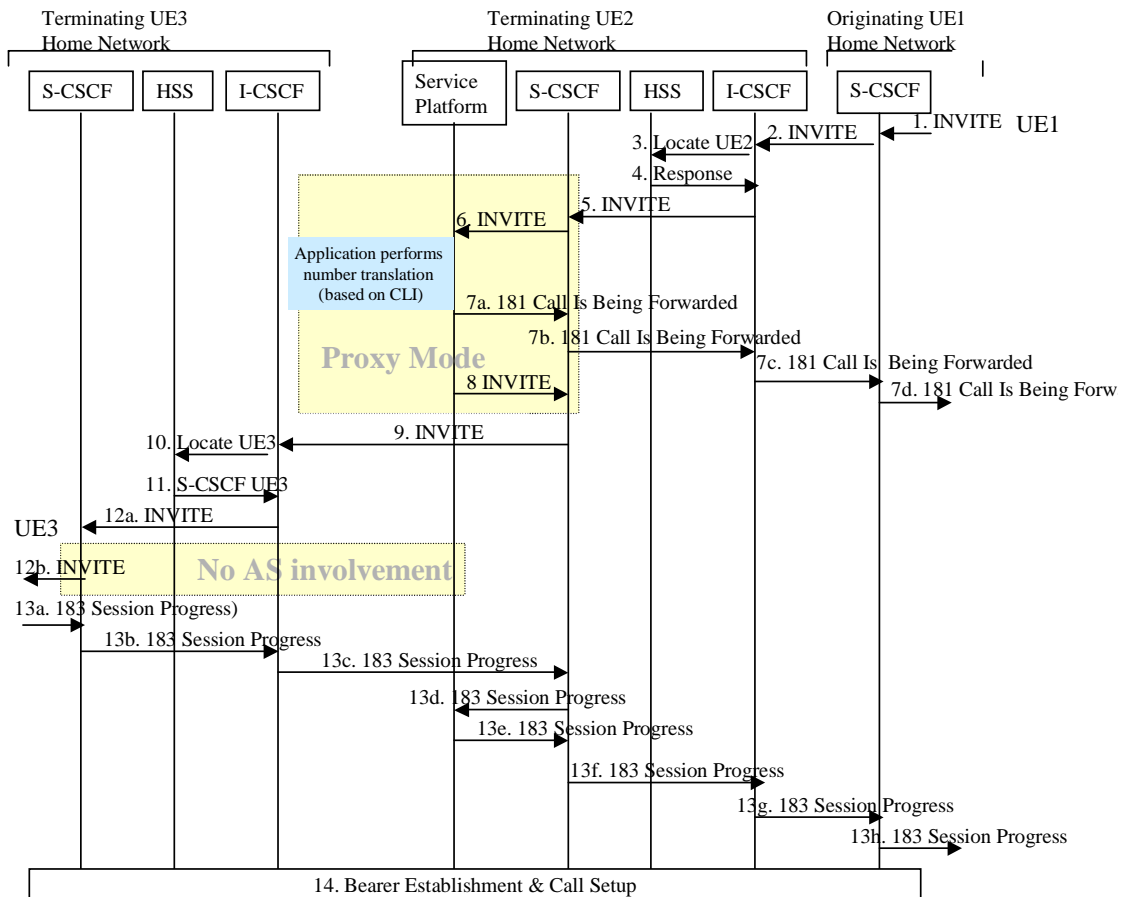 Terminating UE3
Home Network
Terminating UE2
Home Network
Originating UE1
Home Network
S-CSCF
HSS
I-CSCF
Service
Platform
S-CSCF
HSS
I-CSCF
S-CSCF
1. INVITE
UE1
2. INVITE
3. Locate UE2
4. Response
5. INVITE
6. INVITE
Application performs
number translation
(based on CLI)
7a. 181 Call Is Being Forwarded
7b. 181 Call Is Being Forwarded
Proxy Mode
7c. 181 Call Is Being Forwarded
8 INVITE
7d. 181 Call Is Being Forw
9. INVITE
10. Locate UE3
11. S-CSCF UE3
12a. INVITE
UE3
12b. INVITE
No AS involvement
13a. 183 Session Progress)
13b. 183 Session Progress
13c. 183 Session Progress
13d. 183 Session Progress
13e. 183 Session Progress
13f. 183 Session Progress
13g. 183 Session Progress
13h. 183 Session Progress
14. Bearer Establishment & Call Setup